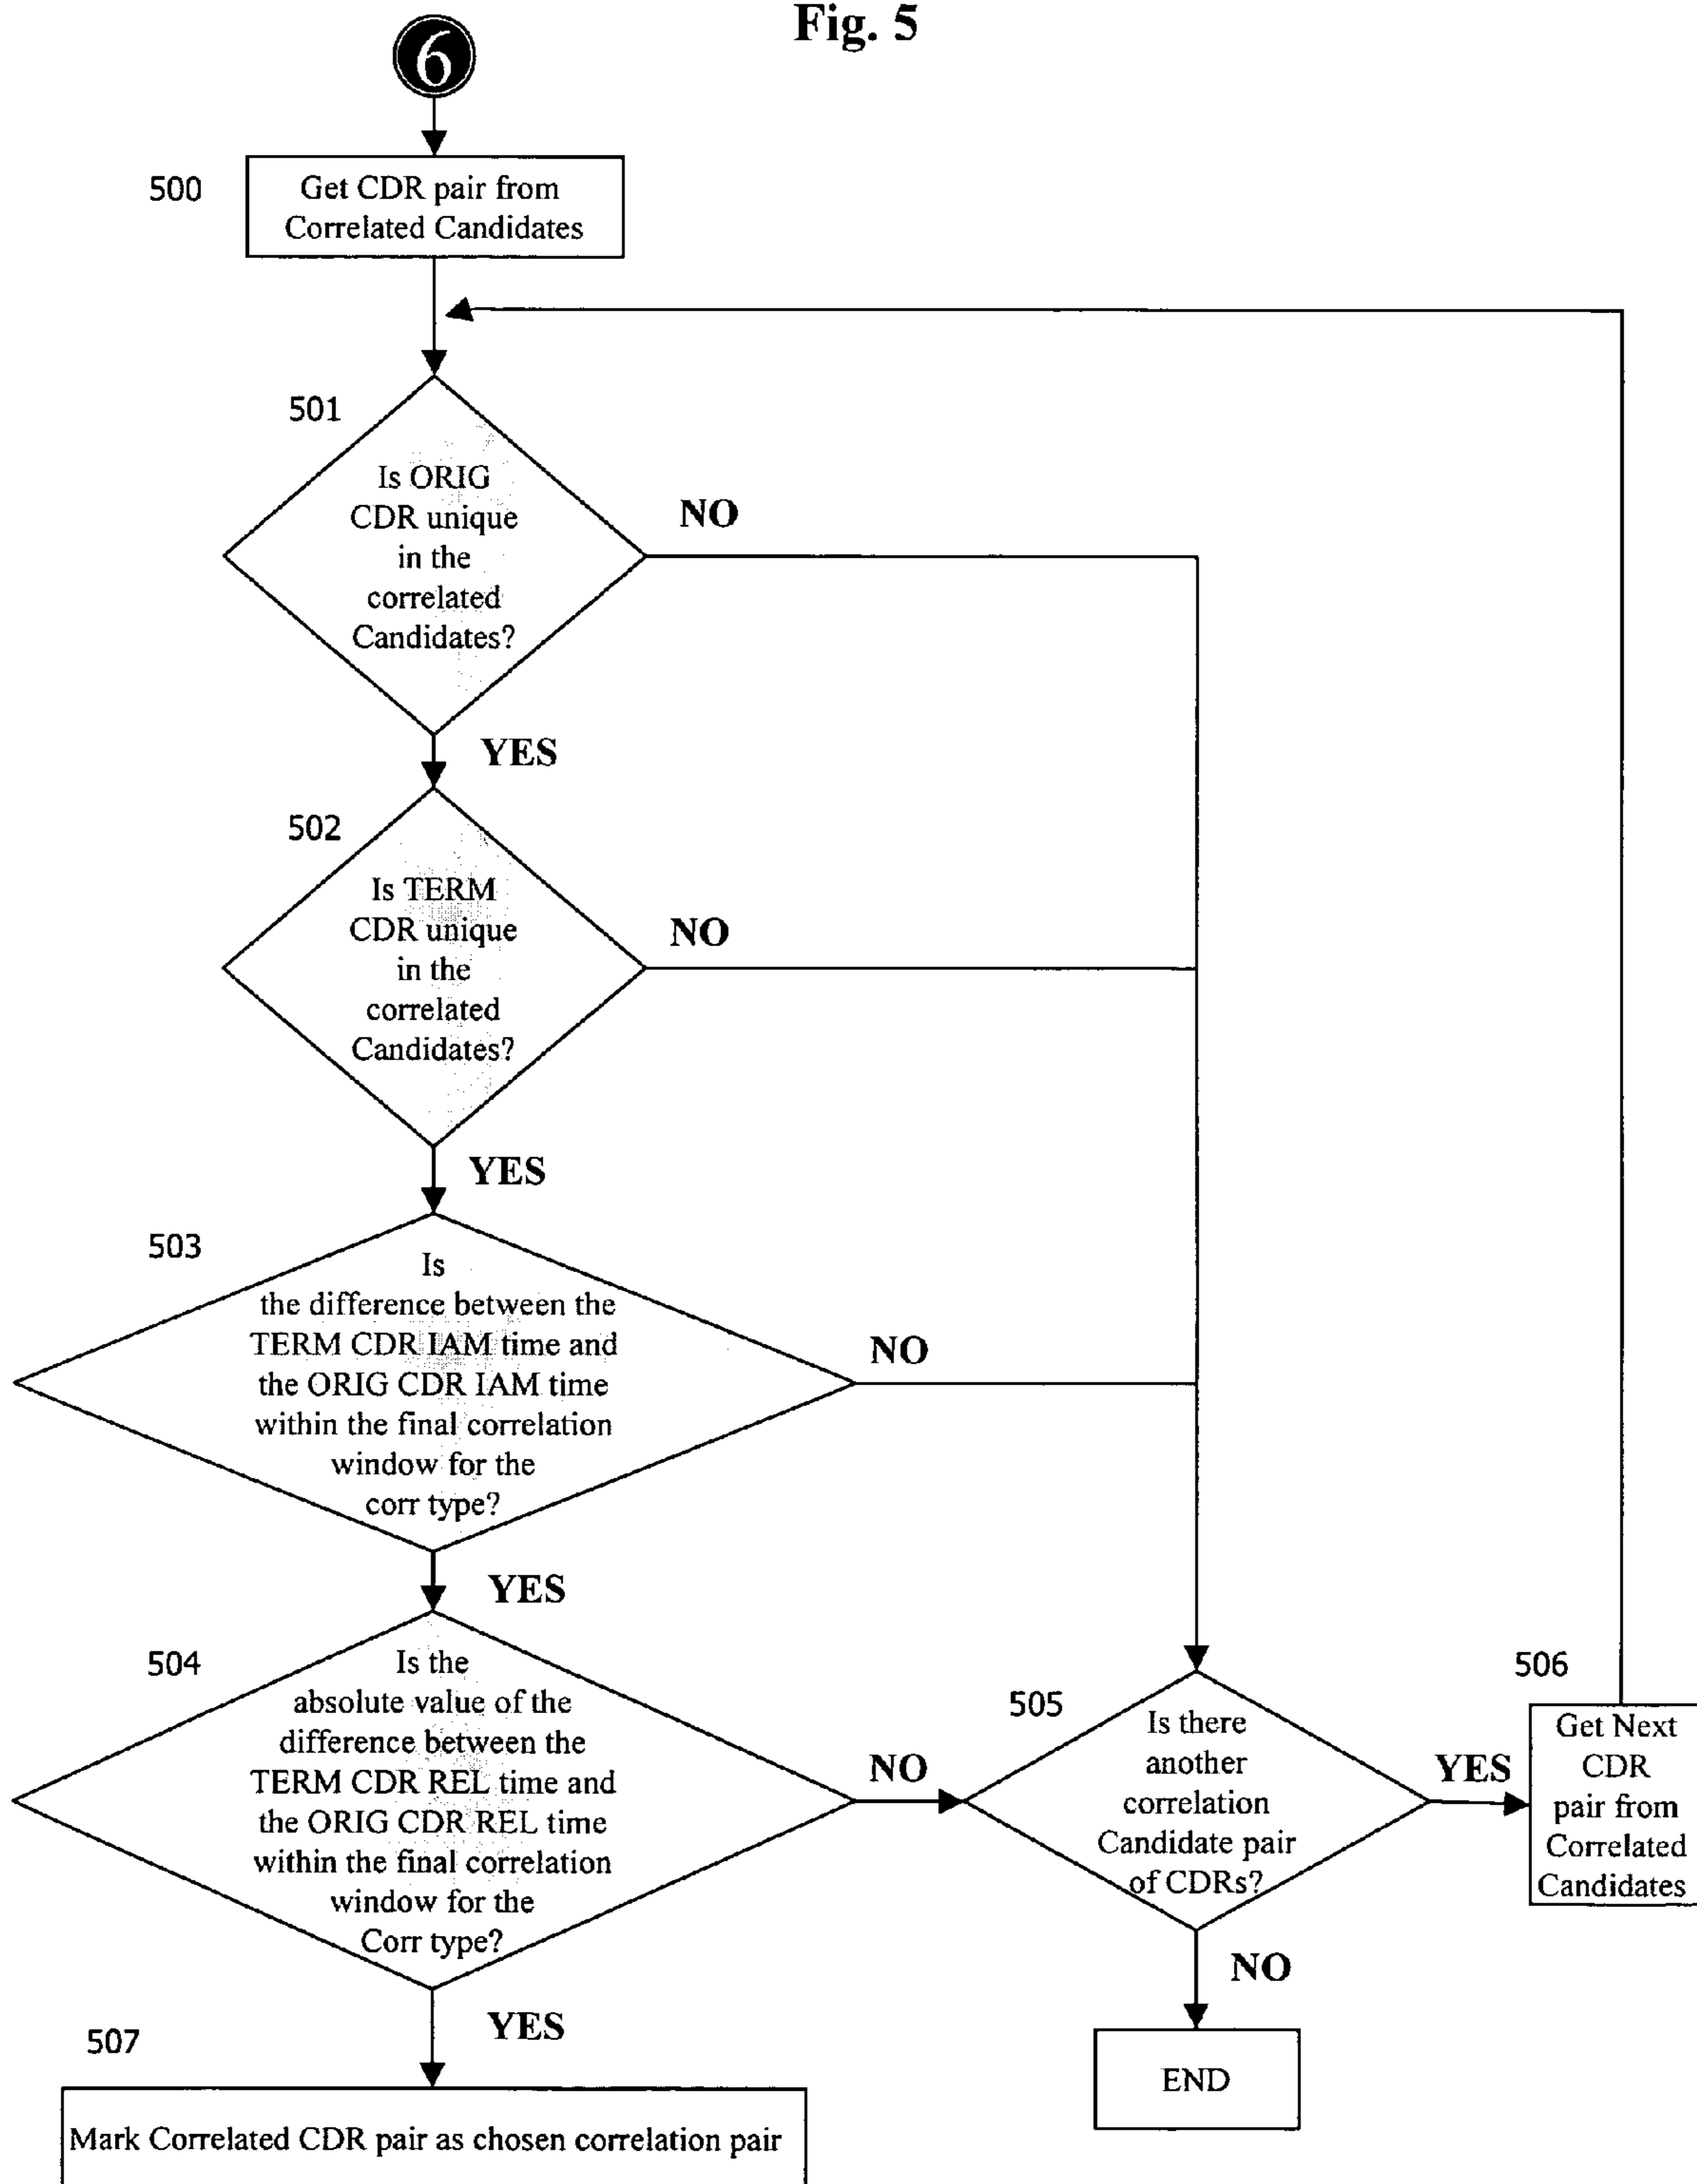 Fig. 5
6
500
Get CDR pair from
Correlated Candidates
501
Is ORIG
CDR unique
in the
correlated
Candidates?
NO
YES
502
Is TERM
CDR unique
in the
correlated
Candidates?
NO
YES
503
Is
the difference between the
TERM CDR IAM time and
the ORIG CDR IAM time
within the final correlation
window for the
corr type?
NO
YES
504
Is the
absolute value of the
difference between the
TERM CDR REL time and
the ORIG CDR REL time
within the final correlation
window for the
Corr type?
NO
YES
505
Is there
another
correlation
Candidate pair
of CDRs?
YES
NO
506
Get Next
CDR
pair from
Correlated
Candidates
END
507
Mark Correlated CDR pair as chosen correlation pair